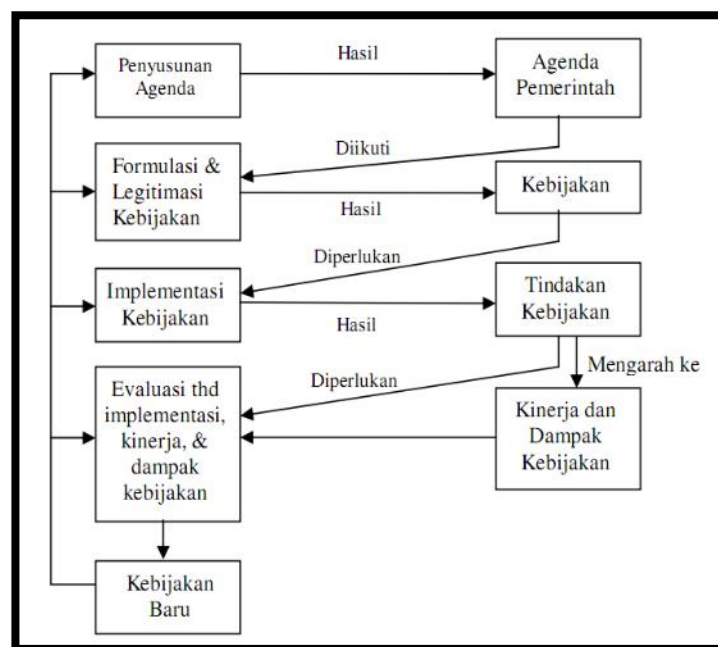 Penyusunan
Agenda
Hasil
Agenda
Pemerintah
Diikuti
Formulasi &
Legitimasi
Kebijakan
Hasil
Kebijakan
Diperlukan
Implementasi
Kebijakan
Hasil
Tindakan
Kebijakan
Mengarah ke
Diperlukan
Evaluasi thd
implementasi,
kinerja, &
dampak
kebijakan
Kinerja dan
Dampak
Kebijakan
Kebijakan
Baru